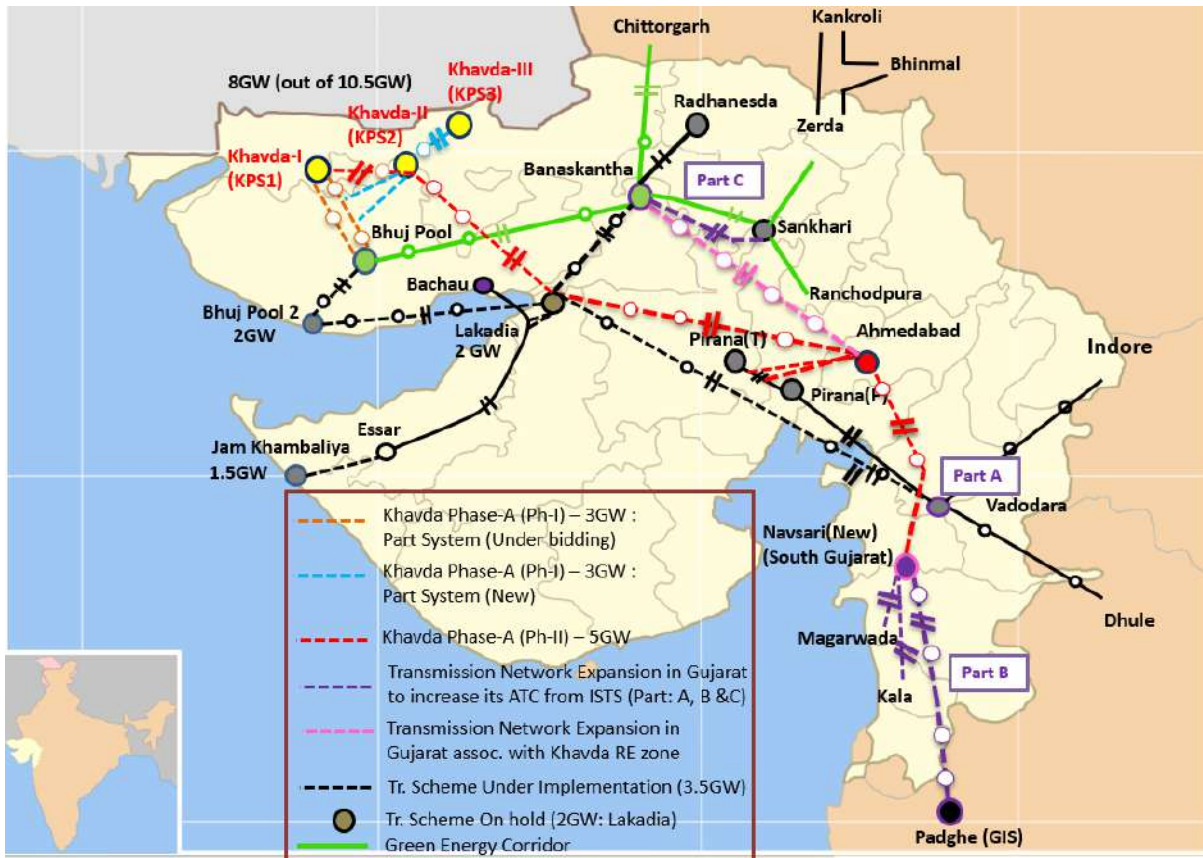 Kankroli
Chittorgarh
Bhinmal
8GW (out of 10.5GW)
Khavda-III
(KPS3)
Radhanesda
Khavda-II
(KPS2)
Zerda
Khavda-I
(KPS1)
Banaskantha
Part C
Sankhari
Bhuj Pool
Bachau
Ranchodpura
Bhuj Pool 2
2GW
Lakadia
2 GW
Pirana(T)
Ahmedabad
Indore
Pirana(P)
Essar
Jam Khambaliya
1.5GW
Part A
Vadodara
Navsari(New)
(South Gujarat)
Dhule
Magarwada
Kala
Part B
Padghe (GIS)
Khavda Phase-A (Ph-I) – 3GW :
Part System (Under bidding)
Khavda Phase-A (Ph-I) – 3GW :
Part System (New)
Khavda Phase-A (Ph-II) – 5GW
Transmission Network Expansion in Gujarat
to increase its ATC from ISTS (Part: A, B &C)
Transmission Network Expansion in
Gujarat assoc. with Khavda RE zone
Tr. Scheme Under Implementation (3.5GW)
Tr. Scheme On hold (2GW: Lakadia)
Green Energy Corridor